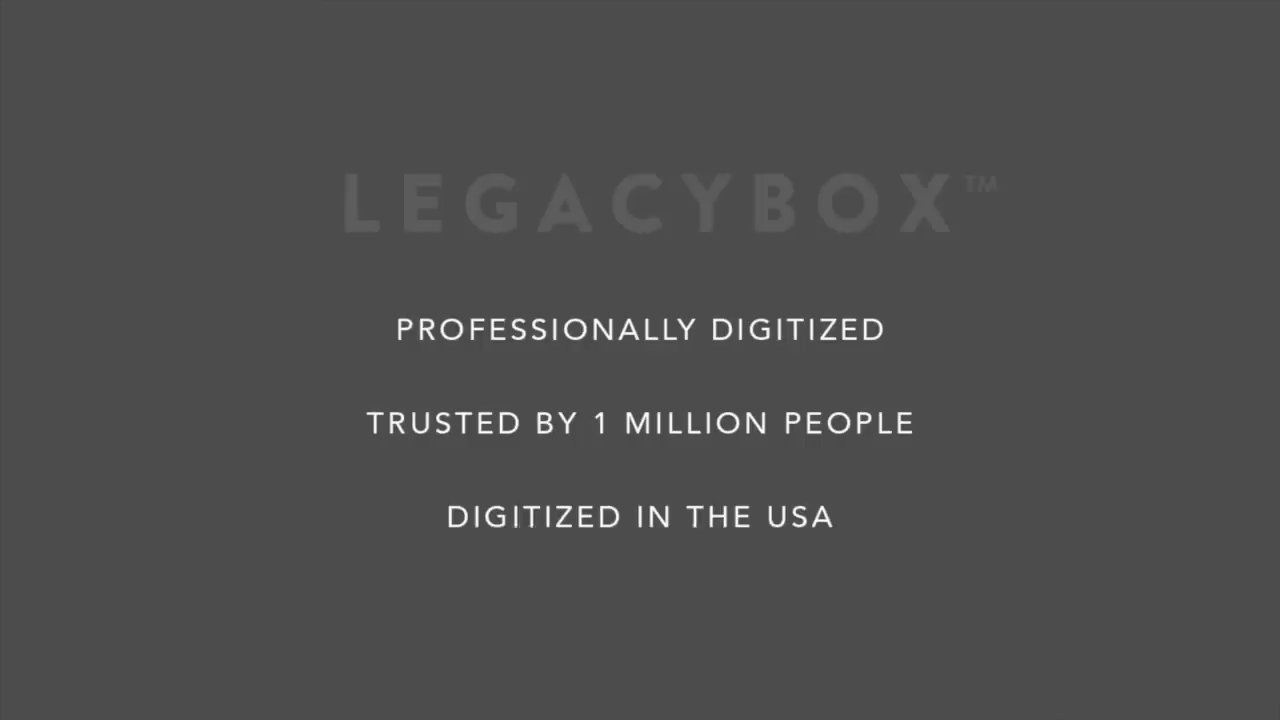 LEGACYBOX™
PROFESSIONALLY DIGITIZED
TRUSTED BY 1 MILLION PEOPLE
DIGITIZED IN THE USA